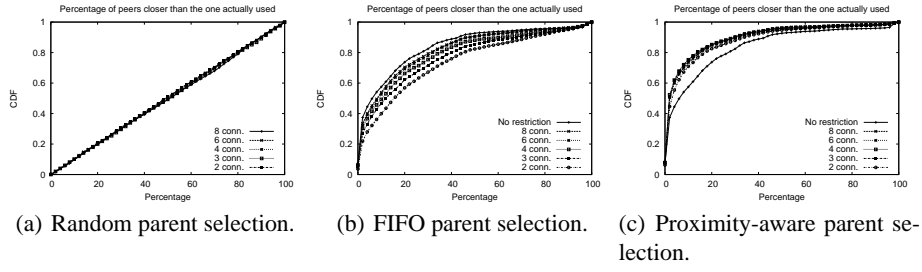 Percentage of peers closer than the one actually used
1
0.8
0.6
0.4
0.2
0
CDF
8 conn.
6 conn.
4 conn.
3 conn.
2 conn.
0 20 40 60 80 100
Percentage
(a) Random parent selection.
Percentage of peers closer than the one actually used
1
0.8
0.6
0.4
0.2
0
CDF
No restriction
8 conn.
6 conn.
4 conn.
3 conn.
2 conn.
0 20 40 60 80 100
Percentage
(b) FIFO parent selection.
Percentage of peers closer than the one actually used
1
0.8
0.6
0.4
0.2
0
CDF
No restriction
8 conn.
6 conn.
4 conn.
3 conn.
2 conn.
0 20 40 60 80 100
Percentage
(c) Proximity-aware parent se-
lection.